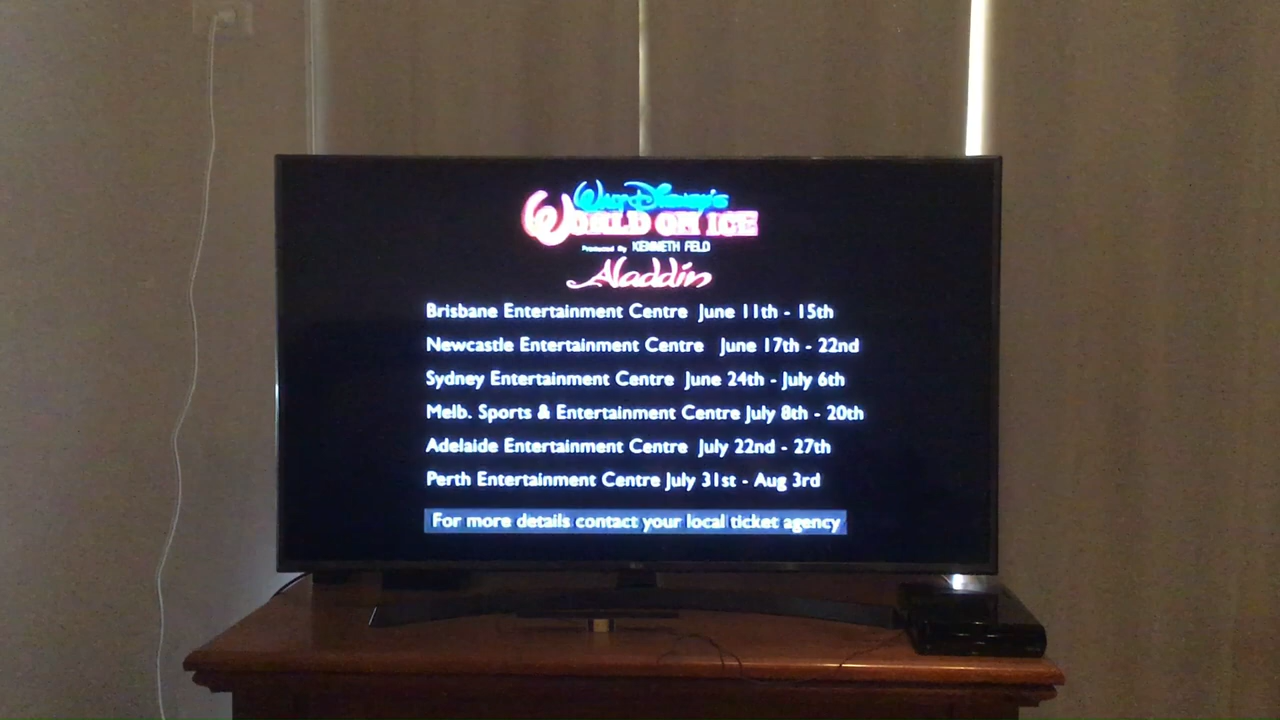 Walt Disney's
WORLD ON ICE
Produced By KENNETH FELD
Aladdin
Brisbane Entertainment Centre June 11th - 15th
Newcastle Entertainment Centre June 17th - 22nd
Sydney Entertainment Centre June 24th - July 6th
Melb. Sports & Entertainment Centre July 8th - 20th
Adelaide Entertainment Centre July 22nd - 27th
Perth Entertainment Centre July 31st - Aug 3rd
For more details contact your local ticket agency